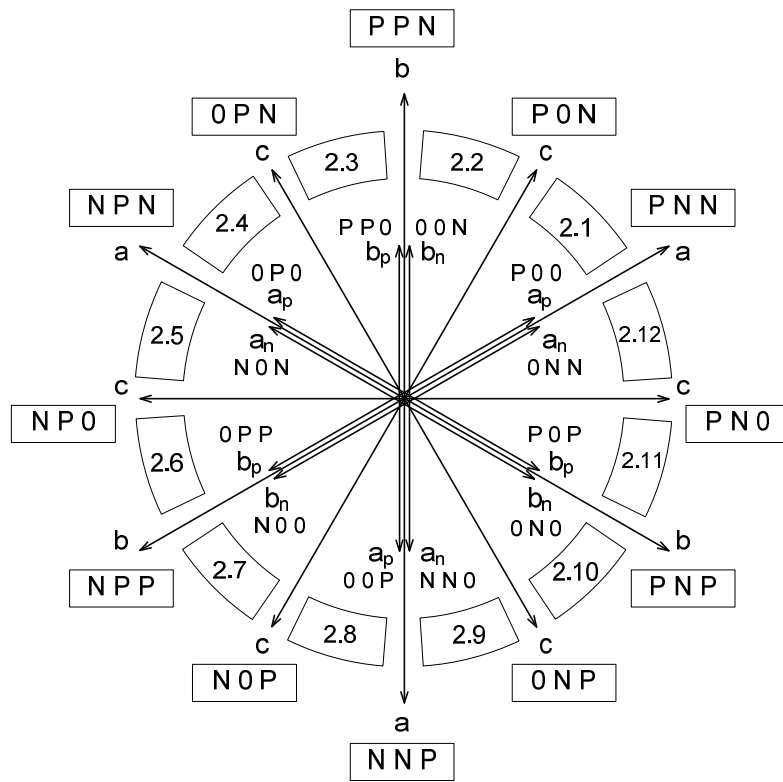 P P N
b
0 P N
P 0 N
c
c
2.3
2.2
N P N
2.4
2.1
P N N
P P 0
0 0 N
a
b_p
b_n
a
0 P 0
P 0 0
a_p
a_p
2.5
a_n
a_n
2.12
N 0 N
0 N N
c
c
N P 0
P N 0
0 P P
P 0 P
2.6
b_p
b_p
2.11
b_n
b_n
N 0 0
0 N 0
b
b
a_p
a_n
2.7
2.10
N P P
0 0 P
N N 0
P N P
2.8
2.9
c
c
N 0 P
0 N P
a
N N P